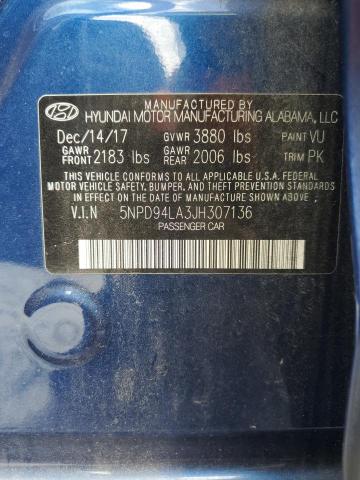 MANUFACTURED BY
HYUNDAI MOTOR MANUFACTURING ALABAMA, LLC
Dec/14/17 GVWR 3880 lbs PAINT VU
GAWR FRONT 2183 lbs GAWR REAR 2006 lbs TRIM PK
THIS VEHICLE CONFORMS TO ALL APPLICABLE U.S.A FEDERAL
MOTOR VEHICLE SAFETY, BUMPER, AND THEFT PREVENTION STANDARDS
IN EFFECT ON THE DATE OF MANUFACTURE SHOWN ABOVE.
V.I.N 5NPD94LA3JH307136
PASSENGER CAR